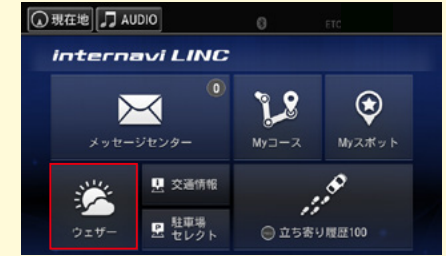 現在地 AUDIO ETC
internavi LINC
0
メッセージセンター
Myコース
Myスポット
ウェザー
交通情報
駐車場
セレクト
立ち寄り履歴100